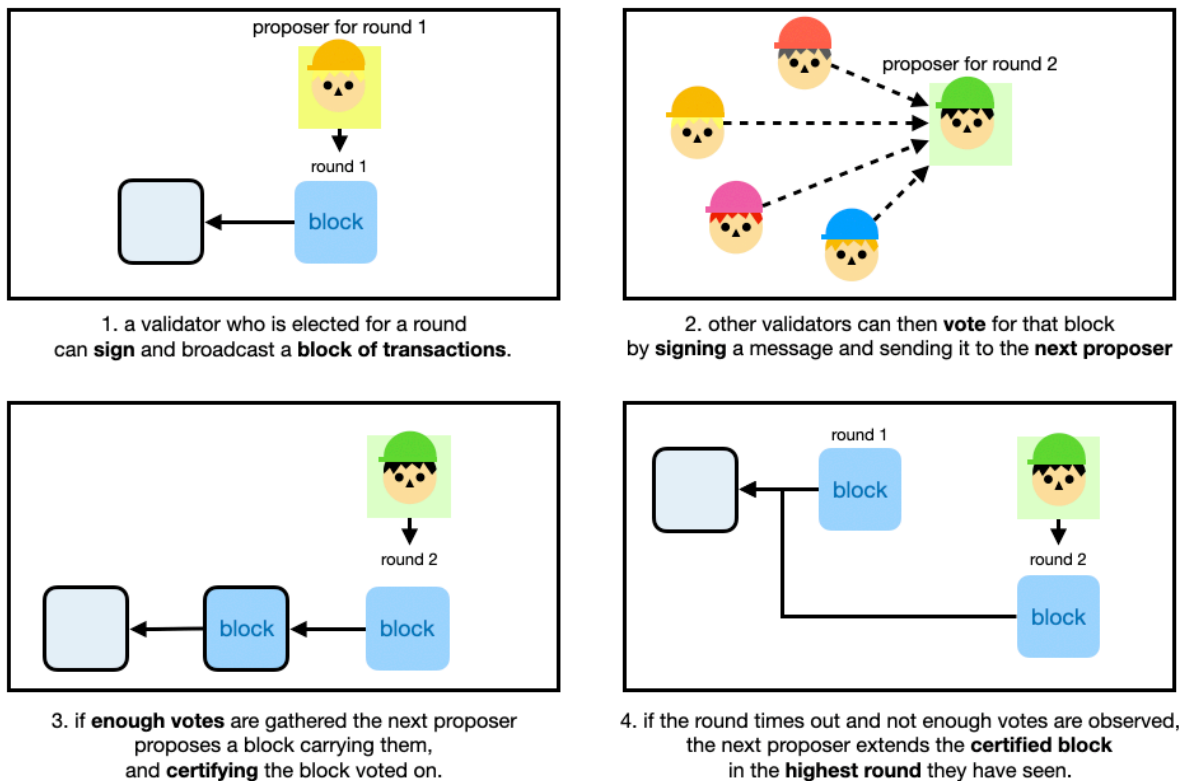 proposer for round 1
round 1
block
1. a validator who is elected for a round
can sign and broadcast a block of transactions.
proposer for round 2
2. other validators can then vote for that block
by signing a message and sending it to the next proposer
round 2
block
block
3. if enough votes are gathered the next proposer
proposes a block carrying them,
and certifying the block voted on.
round 1
block
round 2
block
4. if the round times out and not enough votes are observed,
the next proposer extends the certified block
in the highest round they have seen.